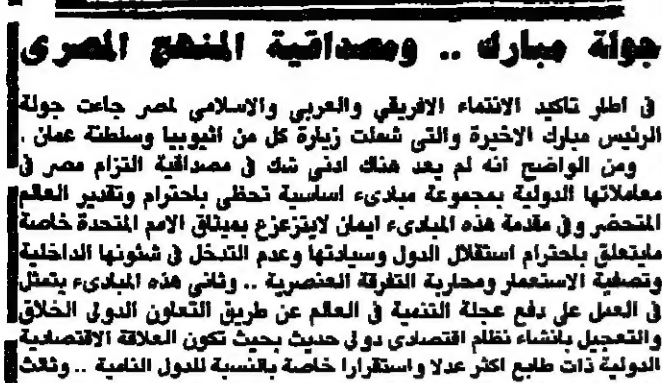 جولة مبارك .. ومصداقية المنهج المصرى
فى اطار تاكيد الانتماء الافريقي والعربي والاسلامي لمصر جاءت جولة
الرئيس مبارك الاخيرة والتى شملت زيارة كل من اثيوبيا وسلطنة عمان .
ومن الواضح انه لم يعد هناك ادنى شك فى مصداقية التزام مصر فى
معاملاتها الدولية بمجموعة مبادىء اساسية تحظى باحترام وتقدير العالم
المتحضر وفى مقدمة هذه المبادىء ايمان لايتزعزع بميثاق الامم المتحدة خاصة
مايتعلق باحترام استقلال الدول وسيادتها وعدم التدخل فى شئونها الداخلية
وتصفية الاستعمار ومحاربة التفرقة العنصرية .. وثاني هذه المبادىء يتمثل
فى العمل على دفع عجلة التنمية فى العالم عن طريق التعاون الدولى الخلاق
والتعجيل بانشاء نظام اقتصادى دولى حديث بحيث تكون العلاقة الاقتصادية
الدولية ذات طابع اكثر عدلا واستقرارا خاصة بالنسبة للدول النامية .. وثالث